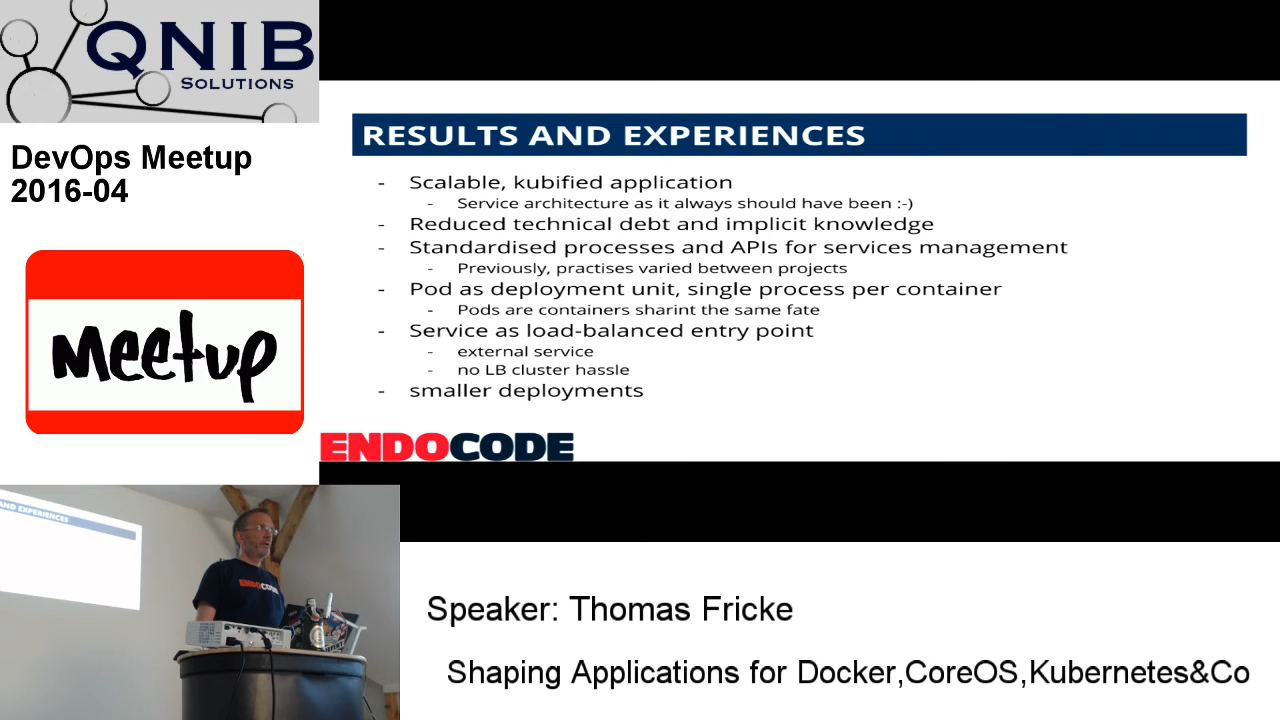 QNIB
SOLUTIONS
DevOps Meetup
2016-04
Meetup
RESULTS AND EXPERIENCES
- Scalable, kubified application
- Service architecture as it always should have been :-)
- Reduced technical debt and implicit knowledge
- Standardised processes and APIs for services management
- Previously, practises varied between projects
- Pod as deployment unit, single process per container
- Pods are containers sharint the same fate
- Service as load-balanced entry point
- external service
- no LB cluster hassle
- smaller deployments
ENDOCODE
AND EXPERIENCES
ENDOCODE
Speaker: Thomas Fricke
Shaping Applications for Docker,CoreOS,Kubernetes&Co